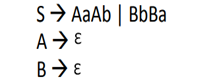 S → AaAb | BbBa
A → ε
B → ε